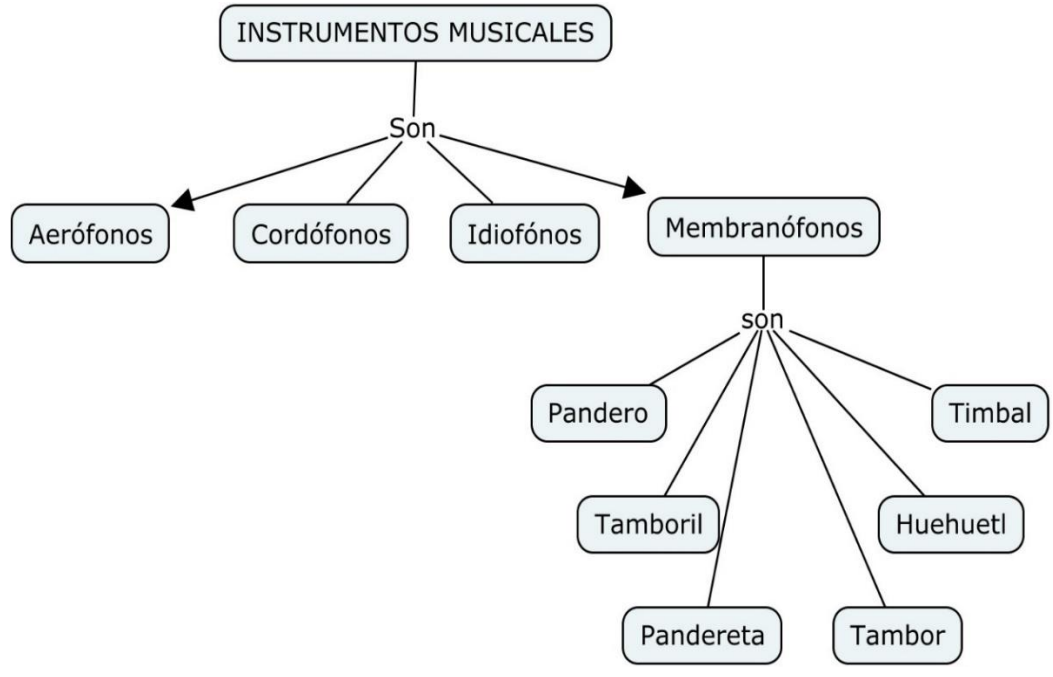 INSTRUMENTOS MUSICALES
Son
Aerófonos
Cordófonos
Idiofónos
Membranófonos
son
Pandero
Timbal
Tamboril
Huehuetl
Pandereta
Tambor